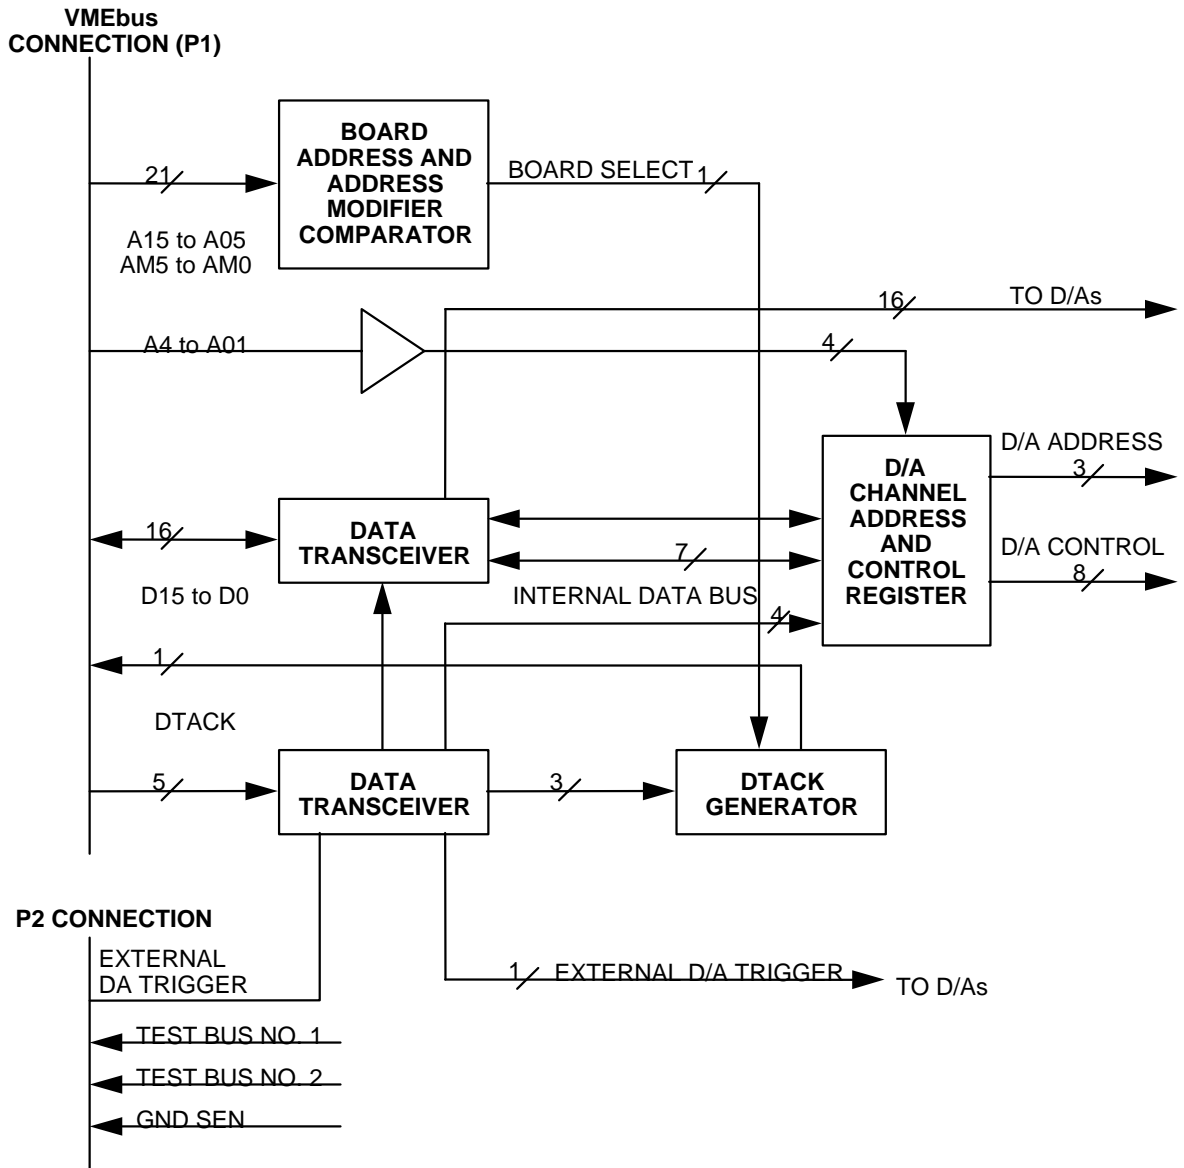 VMEbus
CONNECTION (P1)
BOARD
ADDRESS AND
ADDRESS
MODIFIER
COMPARATOR
21
BOARD SELECT
1
A15 to A05
AM5 to AM0
16
TO D/As
A4 to A01
4
D/A
CHANNEL
ADDRESS
AND
CONTROL
REGISTER
D/A ADDRESS
3
D/A CONTROL
8
16
DATA
TRANSCEIVER
7
D15 to D0
INTERNAL DATA BUS
4
1
DTACK
5
DATA
TRANSCEIVER
3
DTACK
GENERATOR
P2 CONNECTION
EXTERNAL
DA TRIGGER
1
EXTERNAL D/A TRIGGER
TO D/As
TEST BUS NO. 1
TEST BUS NO. 2
GND SEN